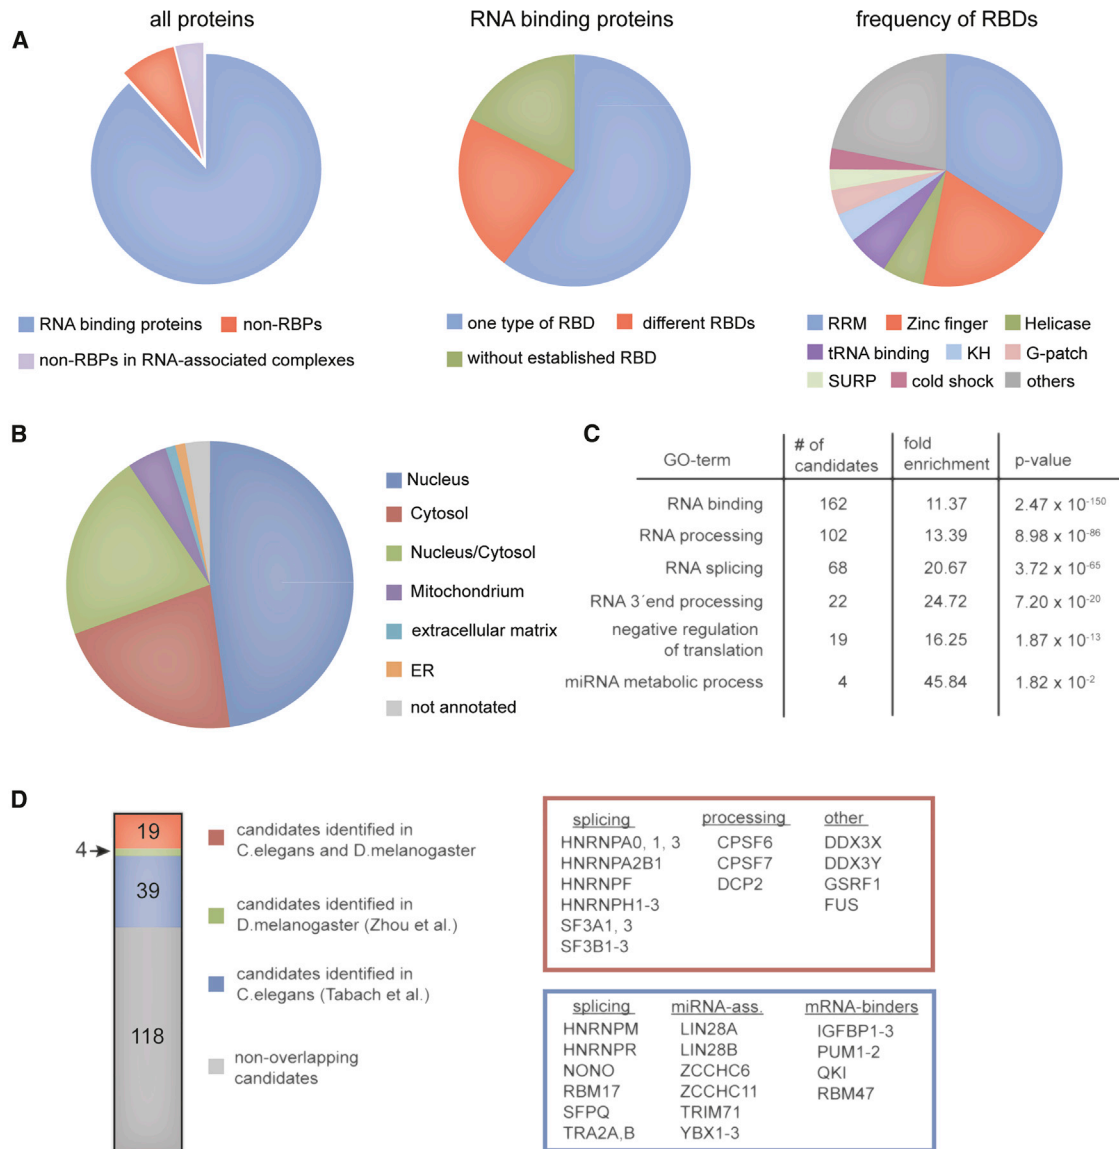 A
all proteins
RNA binding proteins
non-RBPs
non-RBPs in RNA-associated complexes
RNA binding proteins
one type of RBD
different RBDs
without established RBD
frequency of RBDs
RRM
Zinc finger
Helicase
tRNA binding
KH
G-patch
SURP
cold shock
others
B
Nucleus
Cytosol
Nucleus/Cytosol
Mitochondrium
extracellular matrix
ER
not annotated
C
GO-term # of candidates fold enrichment p-value
RNA binding 162 11.37 2.47 x 10⁻¹⁵⁰
RNA processing 102 13.39 8.98 x 10⁻⁸⁶
RNA splicing 68 20.67 3.72 x 10⁻⁶⁵
RNA 3´end processing 22 24.72 7.20 x 10⁻²⁰
negative regulation of translation 19 16.25 1.87 x 10⁻¹³
miRNA metabolic process 4 45.84 1.82 x 10⁻²
D
19
4
39
118
candidates identified in
C.elegans and D.melanogaster
candidates identified in
D.melanogaster (Zhou et al.)
candidates identified in
C.elegans (Tabach et al.)
non-overlapping
candidates
splicing
HNRNPA0, 1, 3
HNRNPA2B1
HNRNPF
HNRNPH1-3
SF3A1, 3
SF3B1-3
processing
CPSF6
CPSF7
DCP2
other
DDX3X
DDX3Y
GSRF1
FUS
splicing
HNRNPM
HNRNPR
NONO
RBM17
SFPQ
TRA2A,B
miRNA-ass.
LIN28A
LIN28B
ZCCHC6
ZCCHC11
TRIM71
YBX1-3
mRNA-binders
IGFBP1-3
PUM1-2
QKI
RBM47